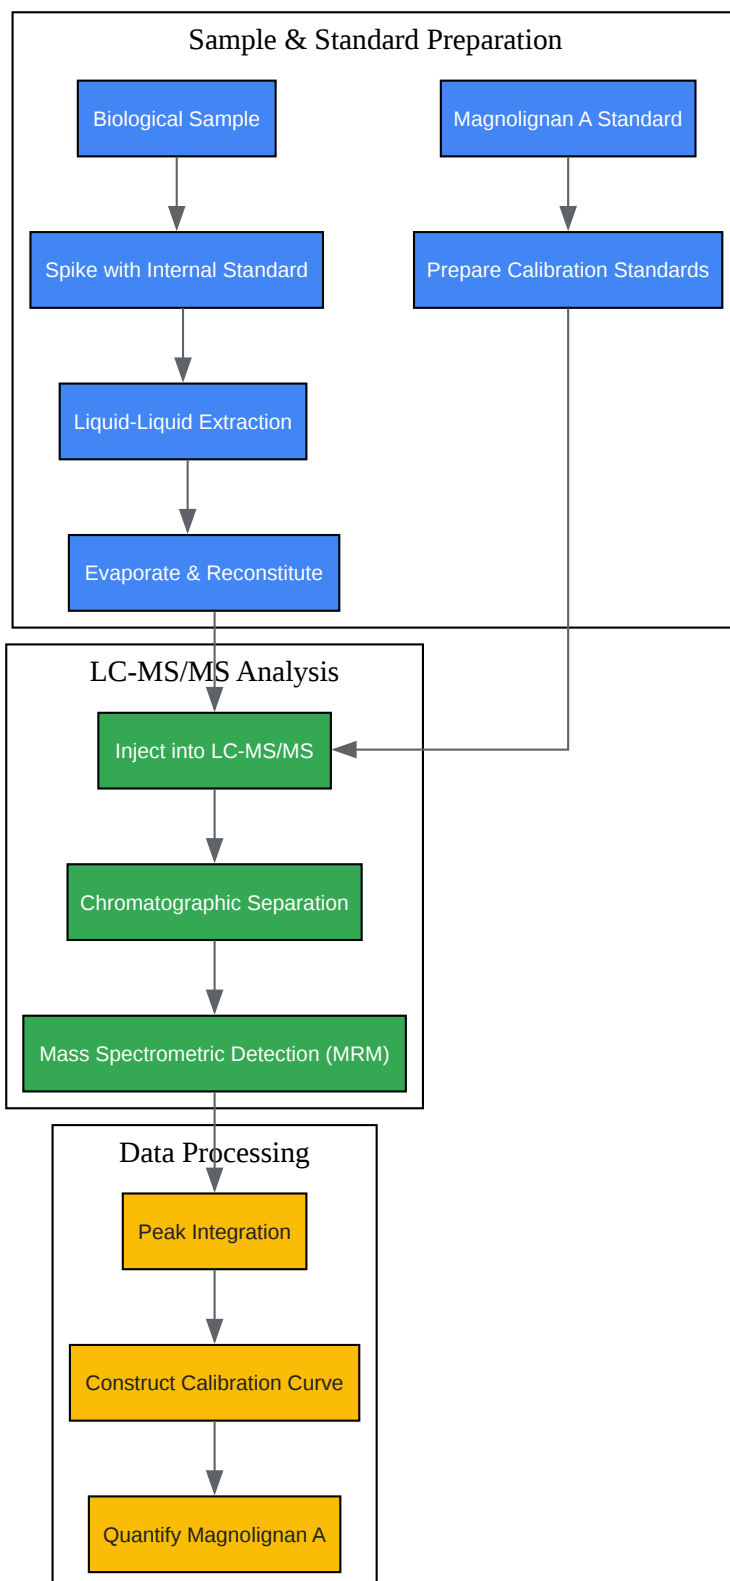 Sample & Standard Preparation
Biological Sample
Magnolignan A Standard
Spike with Internal Standard
Prepare Calibration Standards
Liquid-Liquid Extraction
Evaporate & Reconstitute
LC-MS/MS Analysis
Inject into LC-MS/MS
Chromatographic Separation
Mass Spectrometric Detection (MRM)
Data Processing
Peak Integration
Construct Calibration Curve
Quantify Magnolignan A